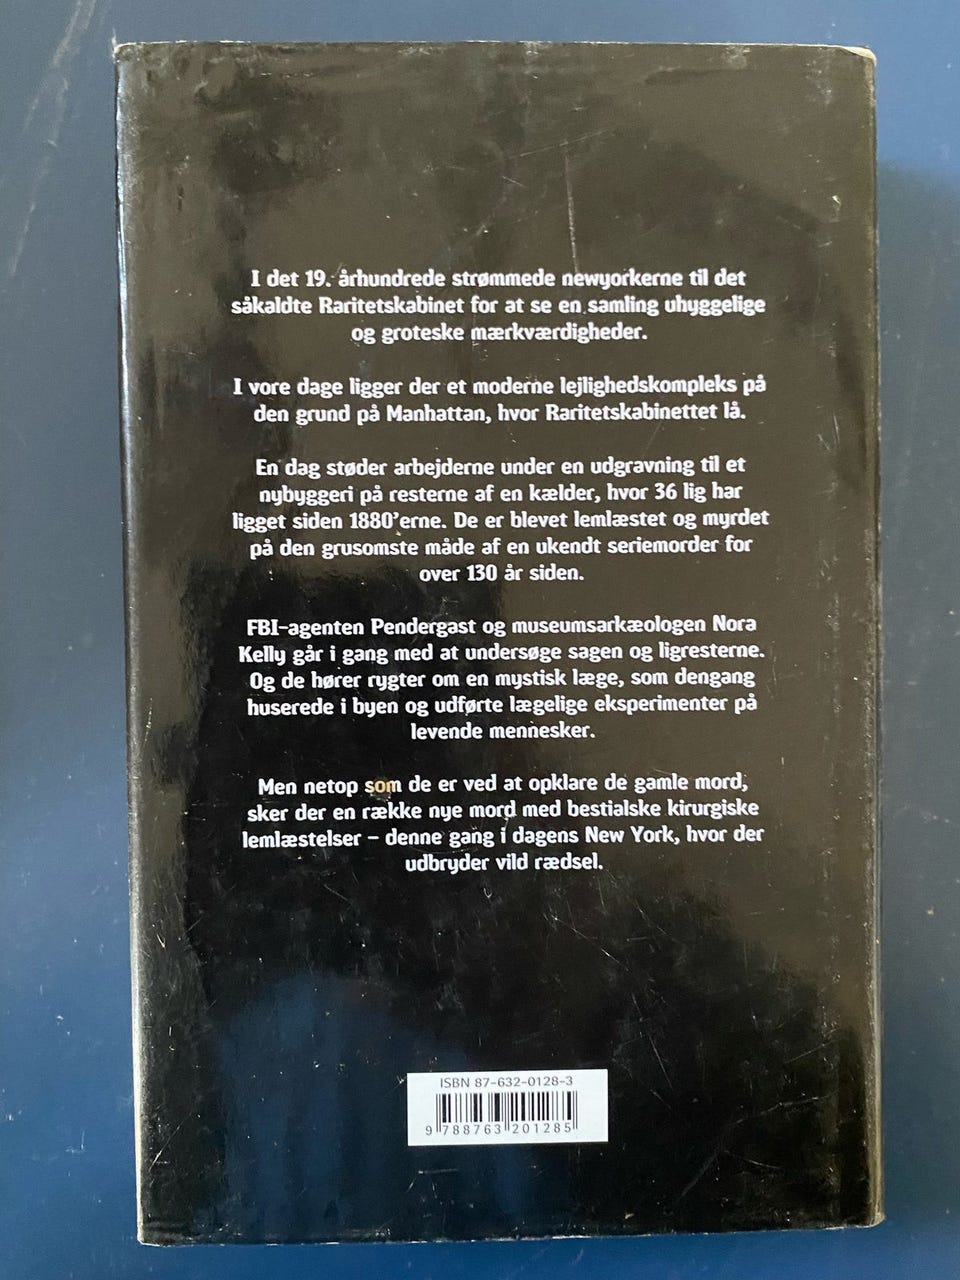 I det 19. århundrede strømmede newyorkerne til det
såkaldte Raritetskabinet for at se en samling uhyggelige
og groteske mærkværdigheder.
I vore dage ligger der et moderne lejlighedskompleks på
den grund på Manhattan, hvor Raritetskabinettet lå.
En dag støder arbejderne under en udgravning til et
nybyggeri på resterne af en kælder, hvor 36 lig har
ligget siden 1880'erne. De er blevet lemlæstet og myrdet
på den grusomste måde af en ukendt seriemorder for
over 130 år siden.
FBI-agenten Pendergast og museumsarkæologen Nora
Kelly går i gang med at undersøge sagen og ligresterne.
Og de hører rygter om en mystisk læge, som dengang
huserede i byen og udførte lægelige eksperimenter på
levende mennesker.
Men netop som de er ved at opklare de gamle mord,
sker der en række nye mord med bestialske kirurgiske
lemlæstelser – denne gang i dagens New York, hvor der
udbryder vild rædsel.
ISBN 87-632-0128-3
9 788763 201285